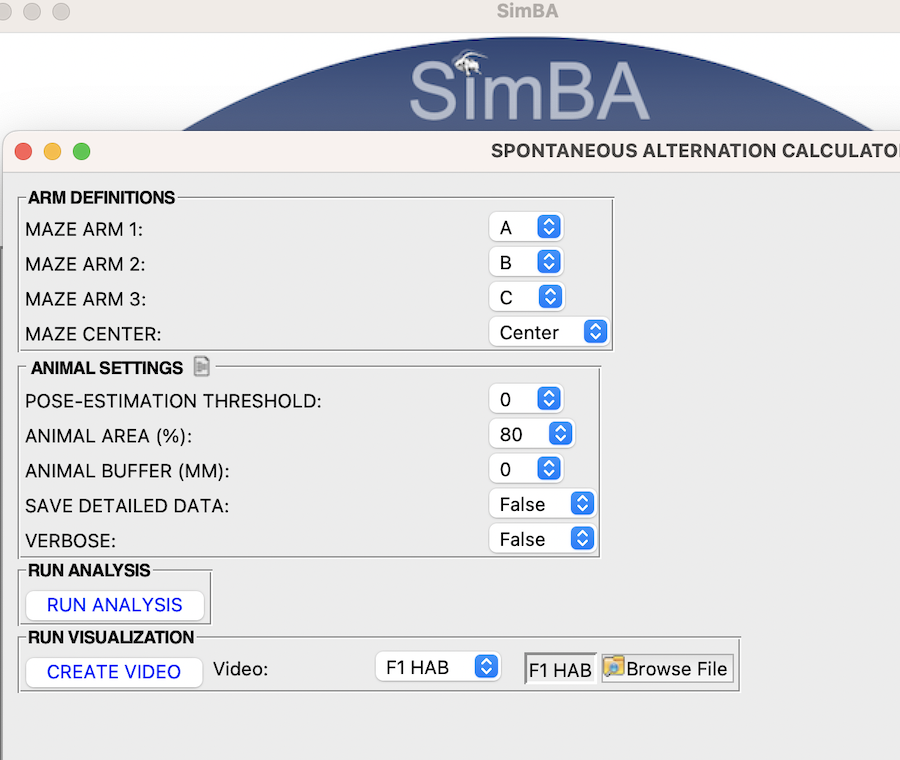 SimBA
SimBA
SPONTANEOUS ALTERNATION CALCULATO
ARM DEFINITIONS
MAZE ARM 1: A
MAZE ARM 2: B
MAZE ARM 3: C
MAZE CENTER: Center
ANIMAL SETTINGS
POSE-ESTIMATION THRESHOLD: 0
ANIMAL AREA (%): 80
ANIMAL BUFFER (MM): 0
SAVE DETAILED DATA: False
VERBOSE: False
RUN ANALYSIS
RUN ANALYSIS
RUN VISUALIZATION
CREATE VIDEO Video: F1 HAB F1 HAB Browse File